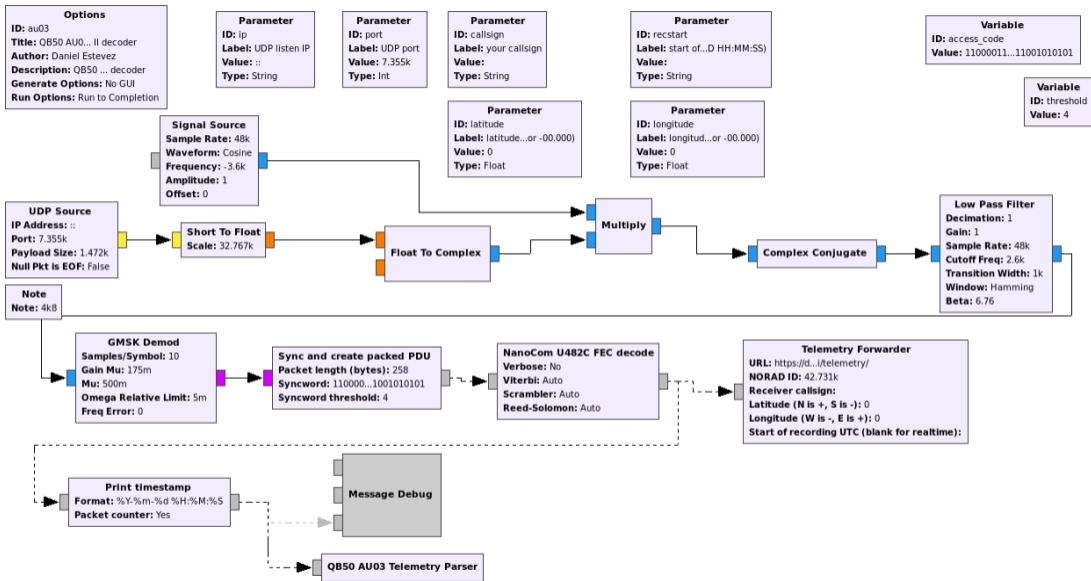 Options
ID: au03
Title: QB50 AU0... II decoder
Author: Daniel Estevez
Description: QB50 ... decoder
Generate Options: No GUI
Run Options: Run to Completion
Parameter
ID: ip
Label: UDP listen IP
Value: ::
Type: String
Parameter
ID: port
Label: UDP port
Value: 7.355k
Type: Int
Parameter
ID: callsign
Label: your callsign
Value:
Type: String
Parameter
ID: recstart
Label: start of...D HH:MM:SS)
Value:
Type: String
Variable
ID: access_code
Value: 11000011...11001010101
Variable
ID: threshold
Value: 4
Parameter
ID: latitude
Label: latitude...or -00.000)
Value: 0
Type: Float
Parameter
ID: longitude
Label: longitud...or -00.000)
Value: 0
Type: Float
Signal Source
Sample Rate: 48k
Waveform: Cosine
Frequency: -3.6k
Amplitude: 1
Offset: 0
UDP Source
IP Address: ::
Port: 7.355k
Payload Size: 1.472k
Null Pkt is EOF: False
Short To Float
Scale: 32.767k
Float To Complex
Multiply
Complex Conjugate
Low Pass Filter
Decimation: 1
Gain: 1
Sample Rate: 48k
Cutoff Freq: 2.6k
Transition Width: 1k
Window: Hamming
Beta: 6.76
Note
Note: 4k8
GMSK Demod
Samples/Symbol: 10
Gain Mu: 175m
Mu: 500m
Omega Relative Limit: 5m
Freq Error: 0
Sync and create packed PDU
Packet length (bytes): 258
Syncword: 110000...1001010101
Syncword threshold: 4
NanoCom U482C FEC decode
Verbose: No
Viterbi: Auto
Scrambler: Auto
Reed-Solomon: Auto
Telemetry Forwarder
URL: https://d...i/telemetry/
NORAD ID: 42.731k
Receiver callsign:
Latitude (N is +, S is -): 0
Longitude (W is -, E is +): 0
Start of recording UTC (blank for realtime):
Print timestamp
Format: %Y-%m-%d %H:%M:%S
Packet counter: Yes
Message Debug
QB50 AU03 Telemetry Parser